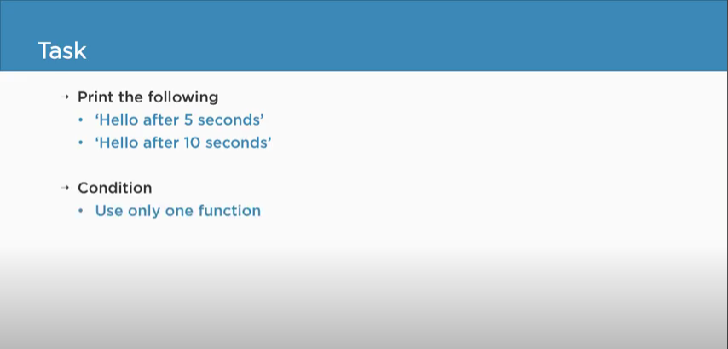 Task
Print the following
‘Hello after 5 seconds’
‘Hello after 10 seconds’
Condition
Use only one function